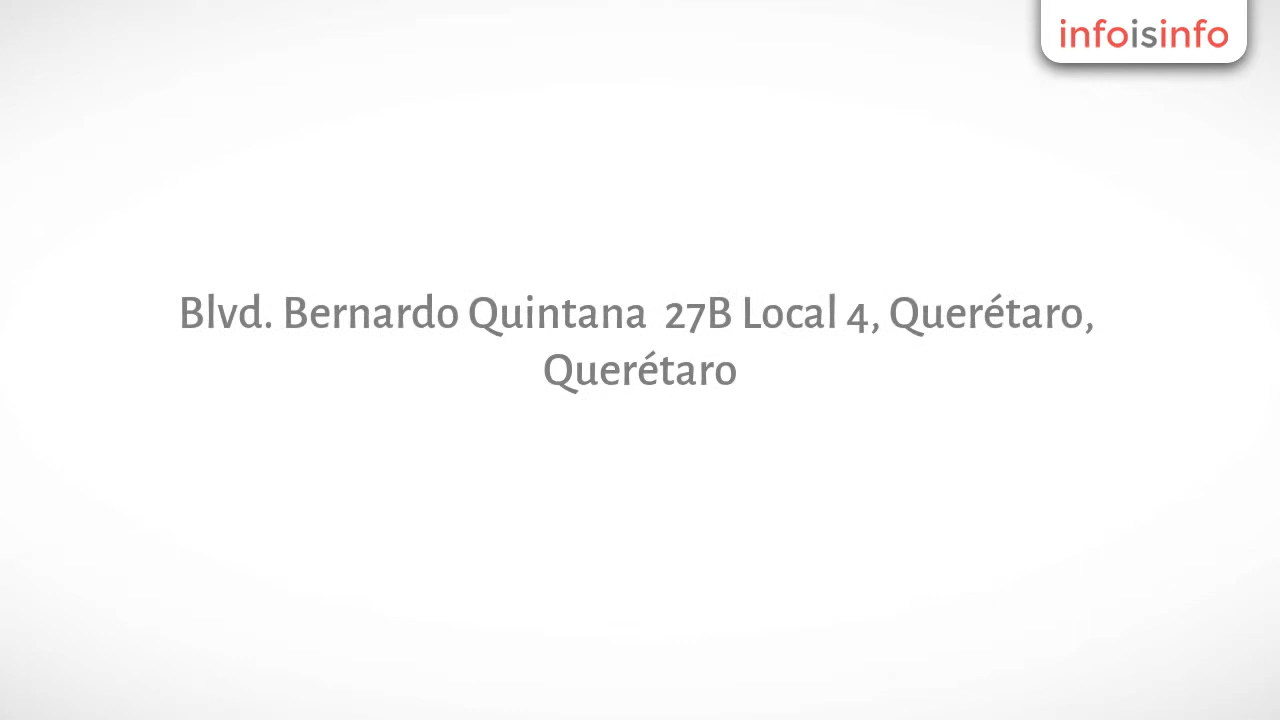 infoisinfo
Blvd. Bernardo Quintana  27B Local 4, Querétaro,
Querétaro